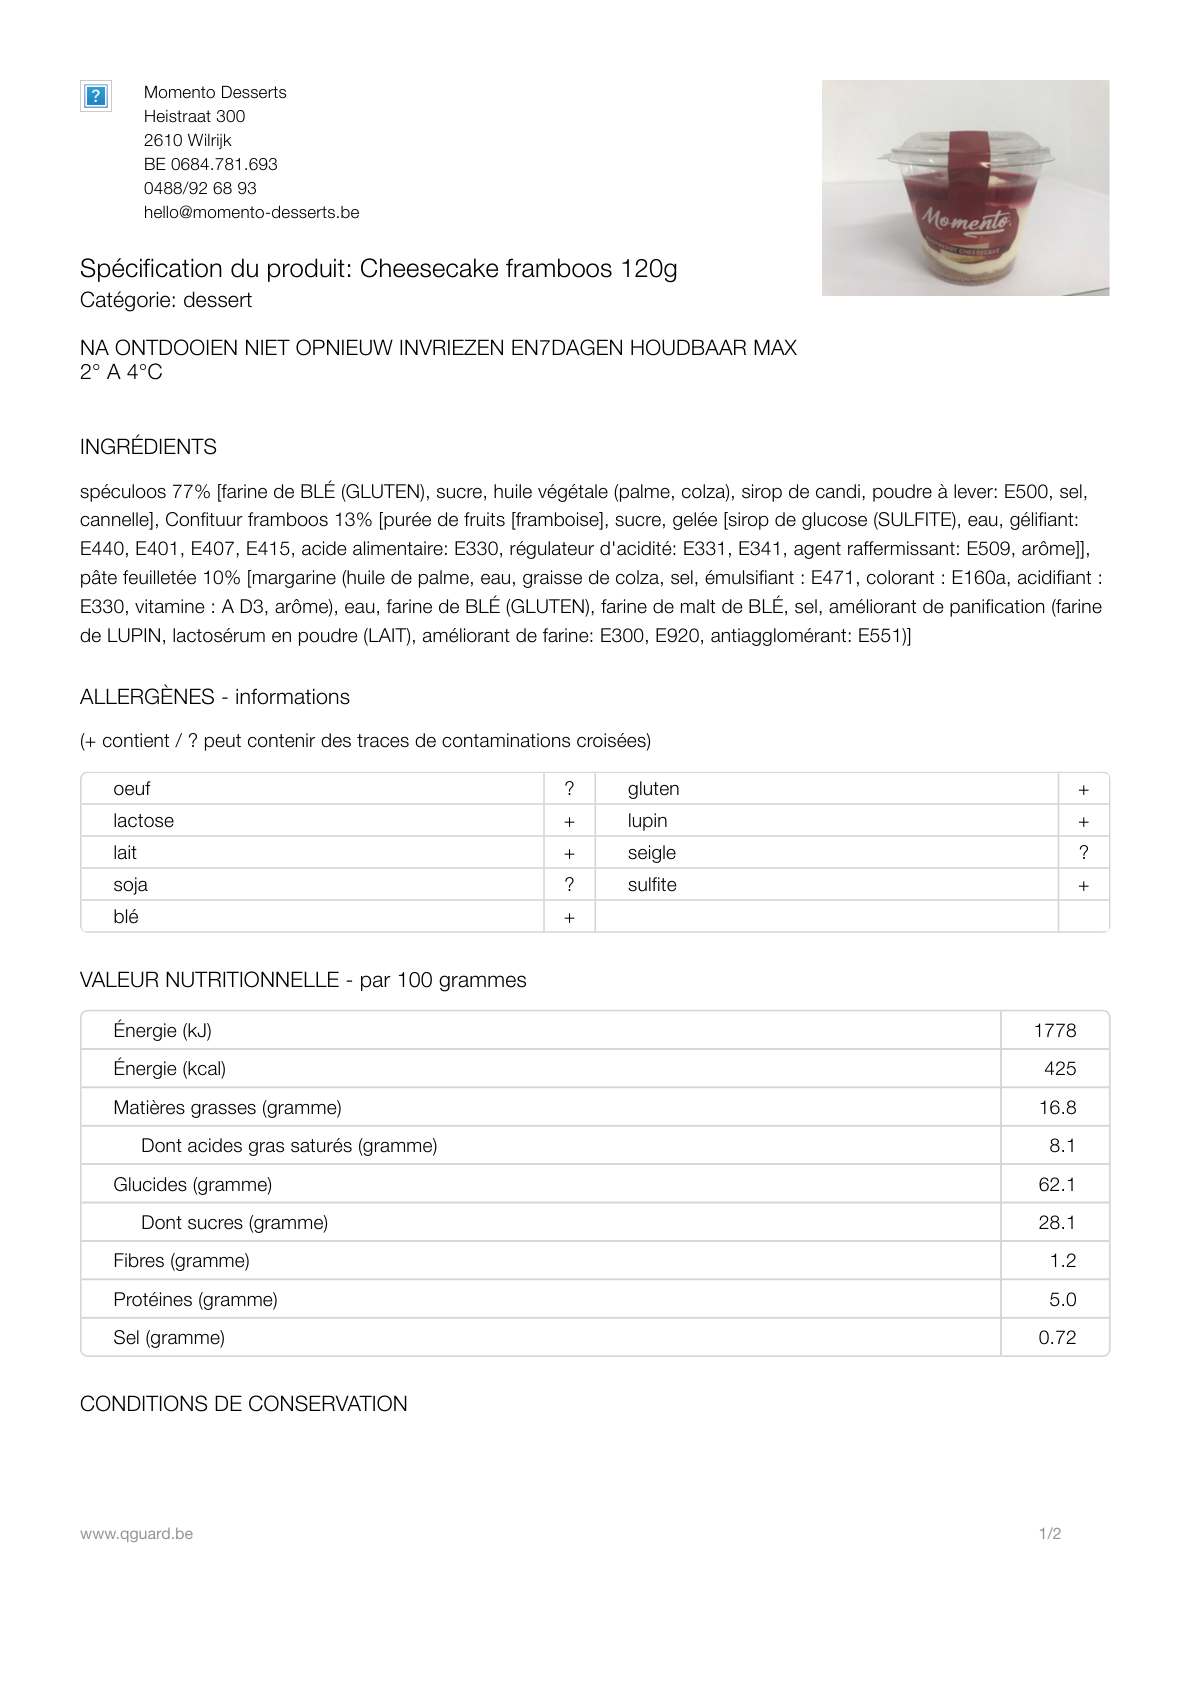 Momento Desserts
Heistraat 300
2610 Wilrijk
BE 0684.781.693
0488/92 68 93
hello@momento-desserts.be
Momento.
CHEESECAKE
Spécification du produit: Cheesecake framboos 120g
Catégorie: dessert
NA ONTDOOIEN NIET OPNIEUW INVRIEZEN EN7DAGEN HOUDBAAR MAX
2° A 4°C
INGRÉDIENTS
spéculoos 77% [farine de BLÉ (GLUTEN), sucre, huile végétale (palme, colza), sirop de candi, poudre à lever: E500, sel,
cannelle], Confituur framboos 13% [purée de fruits [framboise], sucre, gelée [sirop de glucose (SULFITE), eau, gélifiant:
E440, E401, E407, E415, acide alimentaire: E330, régulateur d'acidité: E331, E341, agent raffermissant: E509, arôme]],
pâte feuilletée 10% [margarine (huile de palme, eau, graisse de colza, sel, émulsifiant : E471, colorant : E160a, acidifiant :
E330, vitamine : A D3, arôme), eau, farine de BLÉ (GLUTEN), farine de malt de BLÉ, sel, améliorant de panification (farine
de LUPIN, lactosérum en poudre (LAIT), améliorant de farine: E300, E920, antiagglomérant: E551)]
ALLERGÈNES - informations
(+ contient / ? peut contenir des traces de contaminations croisées)
oeuf ? gluten +
lactose + lupin +
lait + seigle ?
soja ? sulfite +
blé +
VALEUR NUTRITIONNELLE - par 100 grammes
Énergie (kJ) 1778
Énergie (kcal) 425
Matières grasses (gramme) 16.8
Dont acides gras saturés (gramme) 8.1
Glucides (gramme) 62.1
Dont sucres (gramme) 28.1
Fibres (gramme) 1.2
Protéines (gramme) 5.0
Sel (gramme) 0.72
CONDITIONS DE CONSERVATION
www.qguard.be 1/2